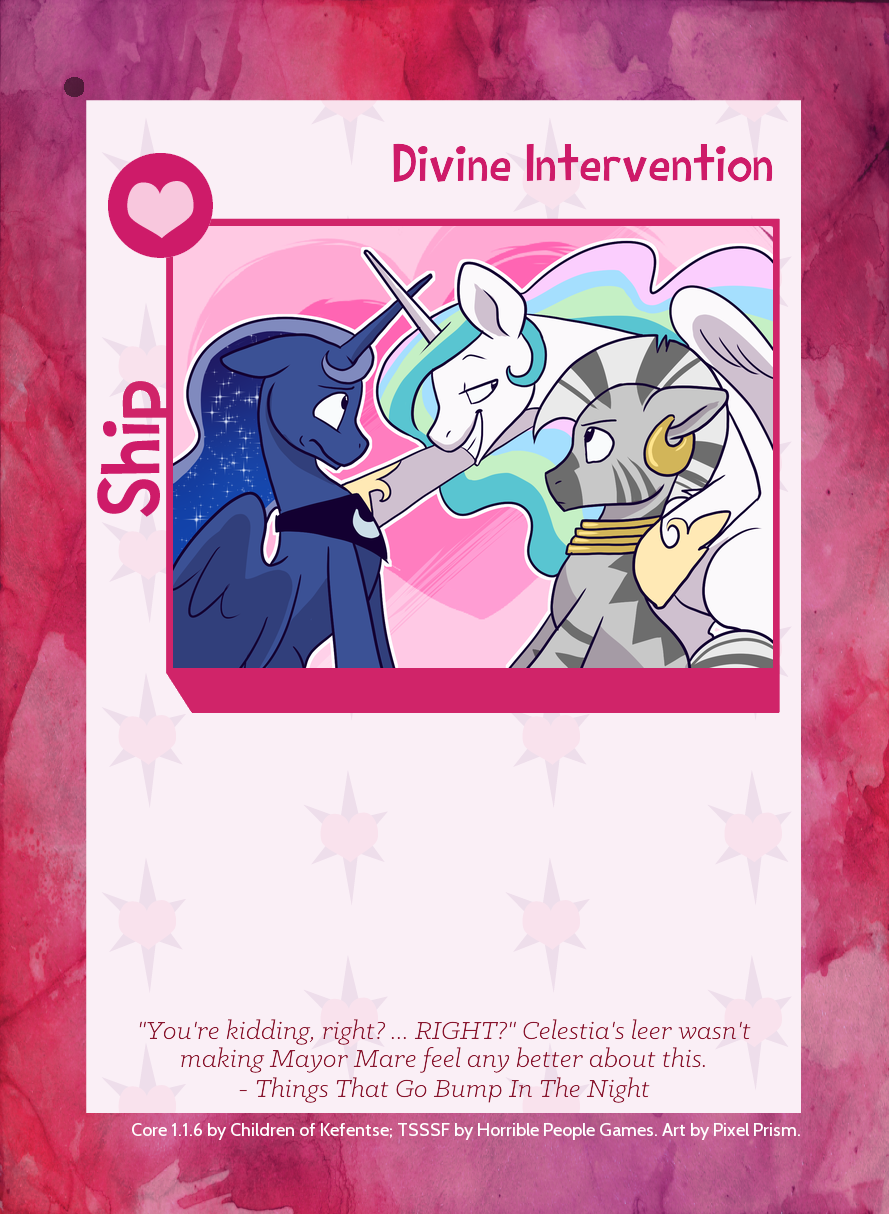 Divine Intervention
Ship
"You're kidding, right? ... RIGHT?" Celestia's leer wasn't
making Mayor Mare feel any better about this.
- Things That Go Bump In The Night
Core 1.1.6 by Children of Kefentse; TSSSF by Horrible People Games. Art by Pixel Prism.